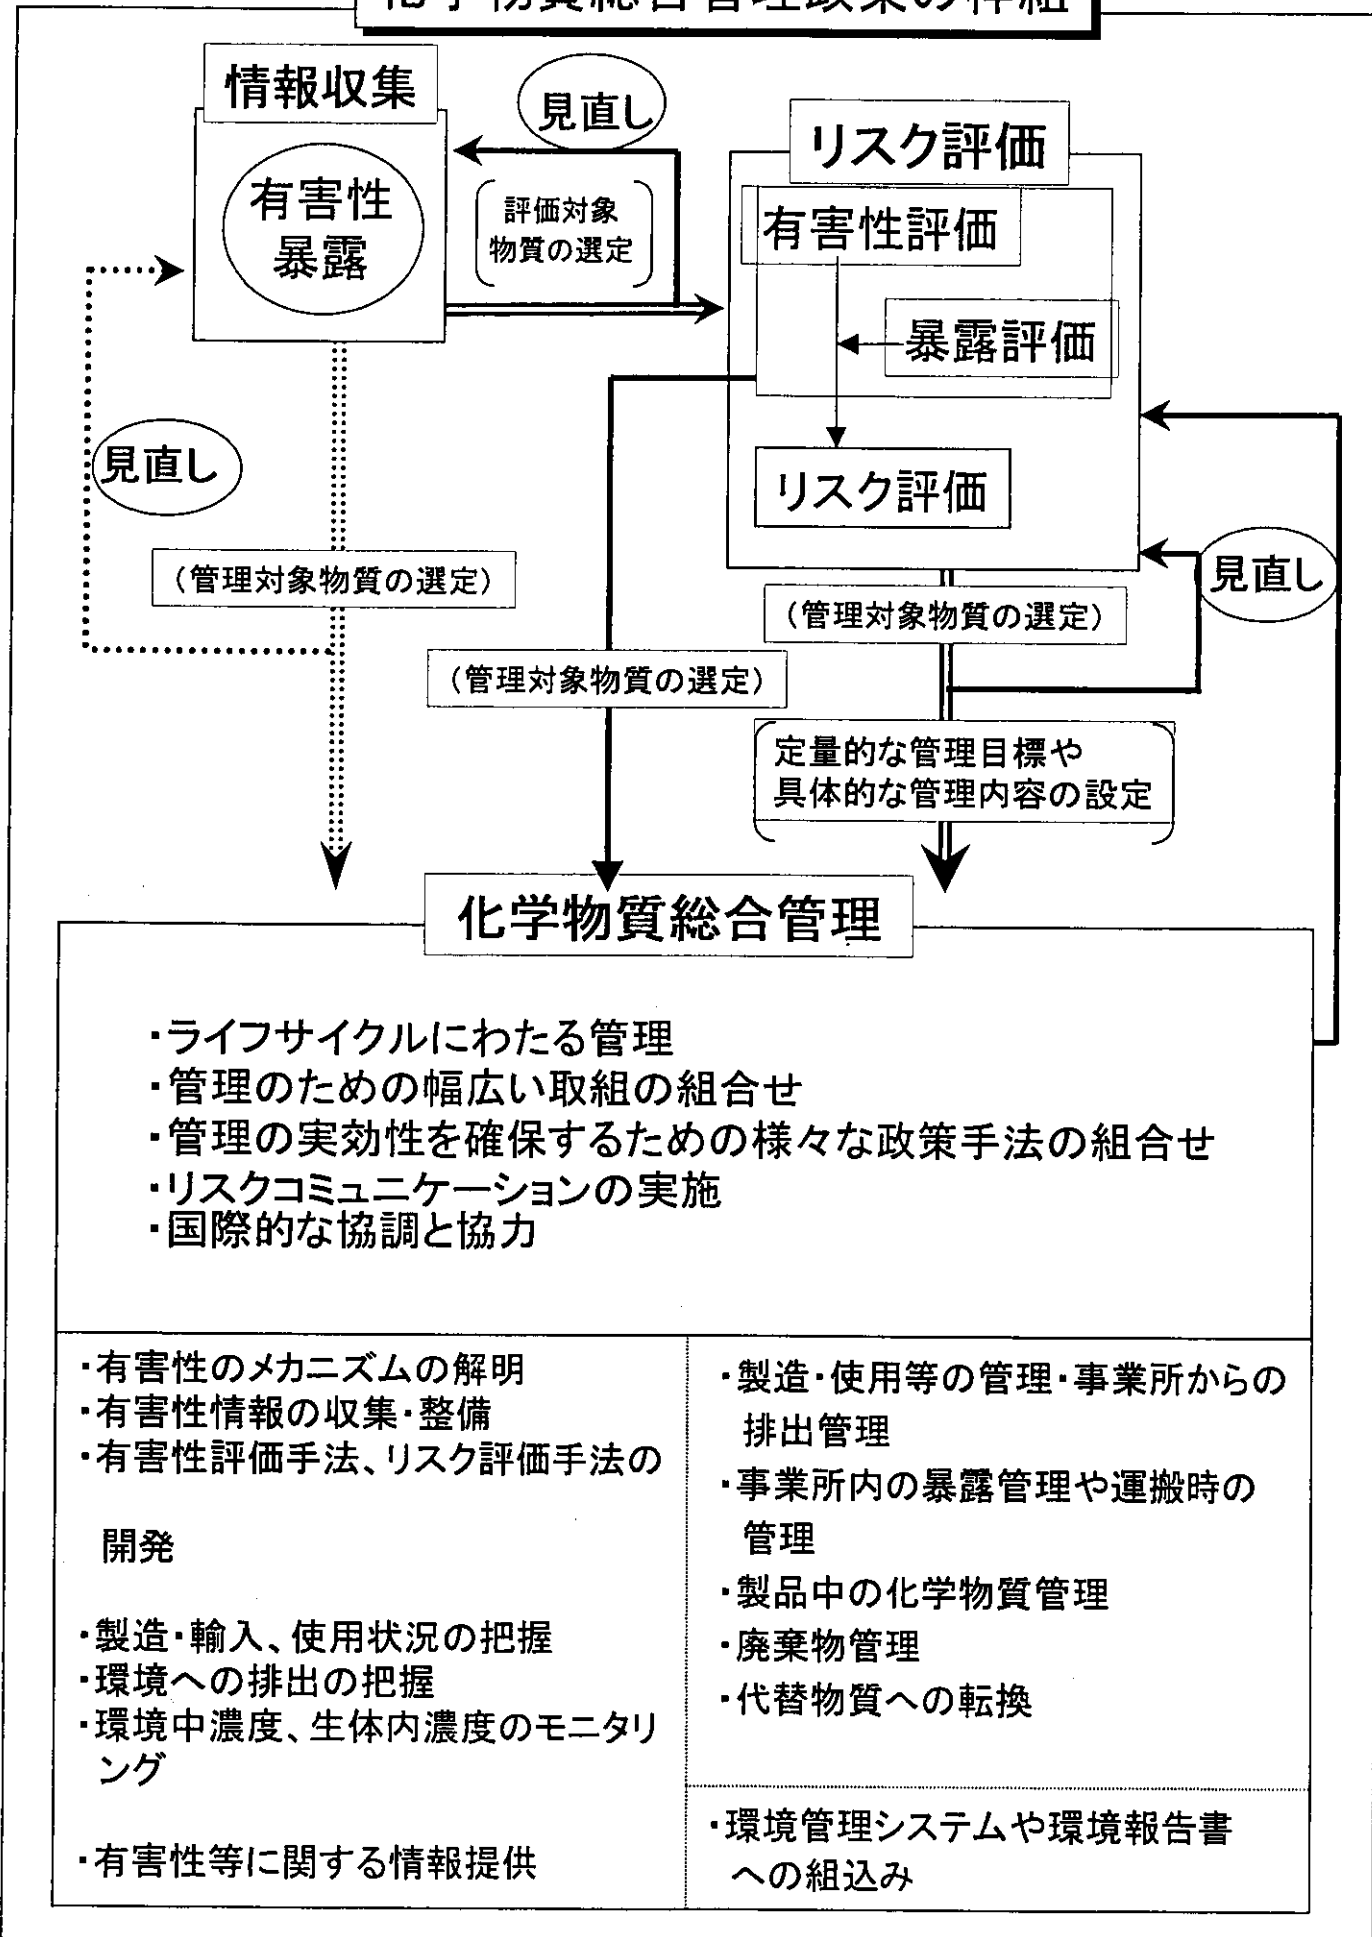 化学物質総合管理政策の枠組
情報収集
見直し
リスク評価
有害性
暴露
評価対象
物質の選定
有害性評価
暴露評価
見直し
リスク評価
見直し
(管理対象物質の選定)
(管理対象物質の選定)
(管理対象物質の選定)
定量的な管理目標や
具体的な管理内容の設定
化学物質総合管理
・ライフサイクルにわたる管理
・管理のための幅広い取組の組合せ
・管理の実効性を確保するための様々な政策手法の組合せ
・リスクコミュニケーションの実施
・国際的な協調と協力
・有害性のメカニズムの解明
・有害性情報の収集・整備
・有害性評価手法、リスク評価手法の
開発
・製造・輸入、使用状況の把握
・環境への排出の把握
・環境中濃度、生体内濃度のモニタリ
ング
・有害性等に関する情報提供
・製造・使用等の管理・事業所からの
排出管理
・事業所内の暴露管理や運搬時の
管理
・製品中の化学物質管理
・廃棄物管理
・代替物質への転換
・環境管理システムや環境報告書
への組込み